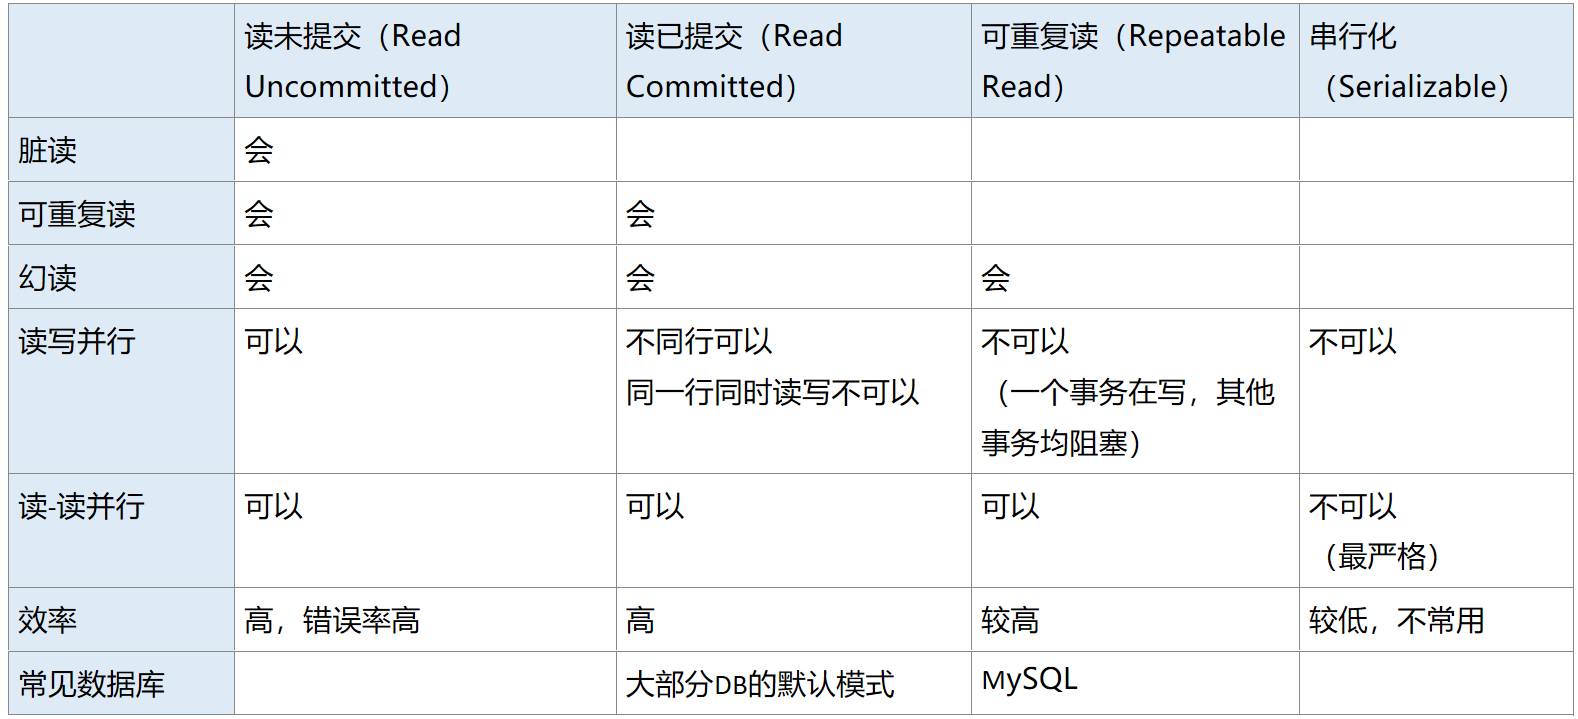 读未提交（Read
Uncommitted）
读已提交（Read
Committed）
可重复读（Repeatable
Read）
串行化
（Serializable）
脏读
会
可重复读
会
会
幻读
会
会
会
读写并行
可以
不同行可以
同一行同时读写不可以
不可以
（一个事务在写，其他
事务均阻塞）
不可以
读-读并行
可以
可以
可以
不可以
（最严格）
效率
高，错误率高
高
较高
较低，不常用
常见数据库
大部分DB的默认模式
MySQL